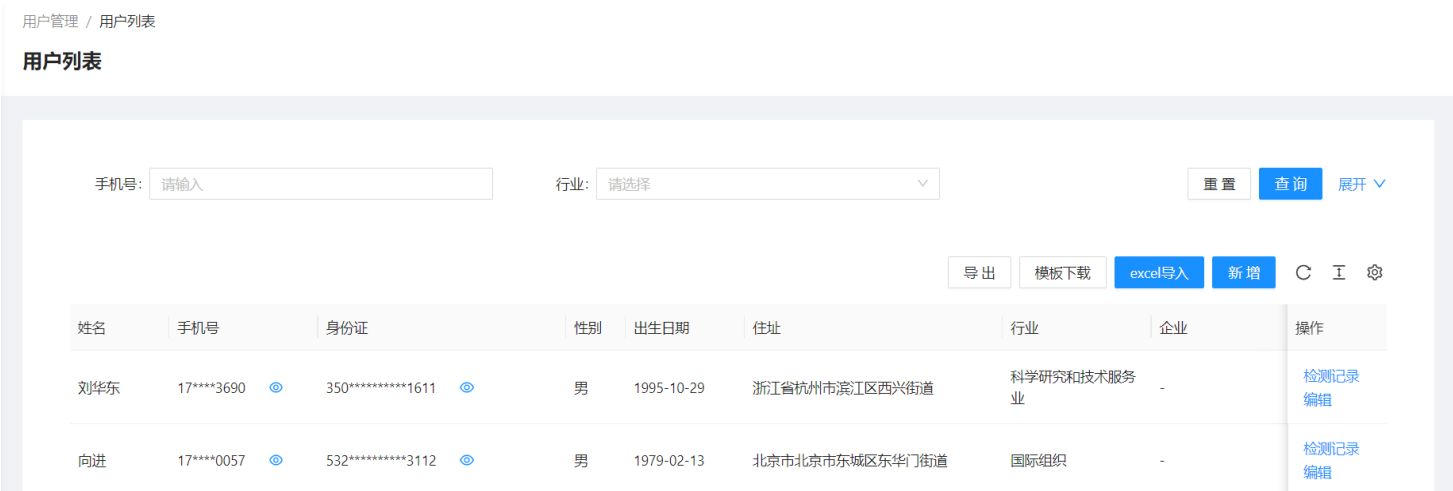 用户管理 / 用户列表
用户列表
手机号: 请输入 行业: 请选择 重 置 查 询 展开
导 出 模板下载 excel导入 新 增
姓名 手机号 身份证 性别 出生日期 住址 行业 企业 操作
刘华东 17****3690 350***********1611 男 1995-10-29 浙江省杭州市滨江区西兴街道 科学研究和技术服务 - 检测记录
业 编辑
向进 17****0057 532***********3112 男 1979-02-13 北京市北京市东城区东华门街道 国际组织 - 检测记录
编辑